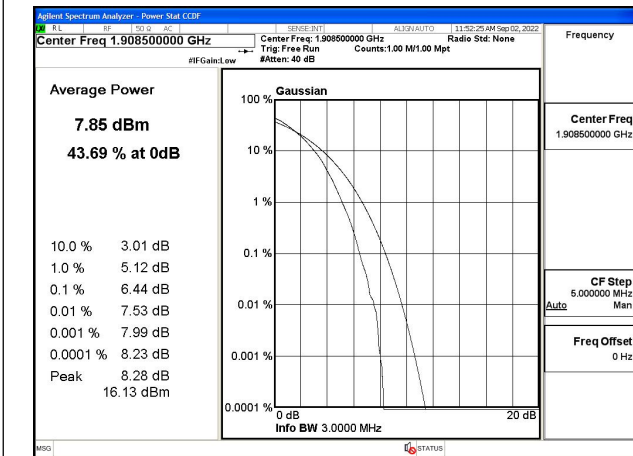 Agilent Spectrum Analyzer - Power Stat CCDF
RL RF 50 Ω AC SENSE:INT ALIGN AUTO 11:52:25 AM Sep 02, 2022
Center Freq 1.908500000 GHz
Center Freq: 1.908500000 GHz Radio Std: None
Trig: Free Run Counts:1.00 M/1.00 Mpt
#IFGain:Low #Atten: 40 dB
Frequency
Average Power
7.85 dBm
43.69 % at 0dB
10.0 % 3.01 dB
1.0 % 5.12 dB
0.1 % 6.44 dB
0.01 % 7.53 dB
0.001 % 7.99 dB
0.0001 % 8.23 dB
Peak 8.28 dB
16.13 dBm
Gaussian
100 %
10 %
1 %
0.1 %
0.01 %
0.001 %
0.0001 %
0 dB 20 dB
Info BW 3.0000 MHz
Center Freq
1.908500000 GHz
CF Step
5.000000 MHz
Auto Man
Freq Offset
0 Hz
MSG STATUS